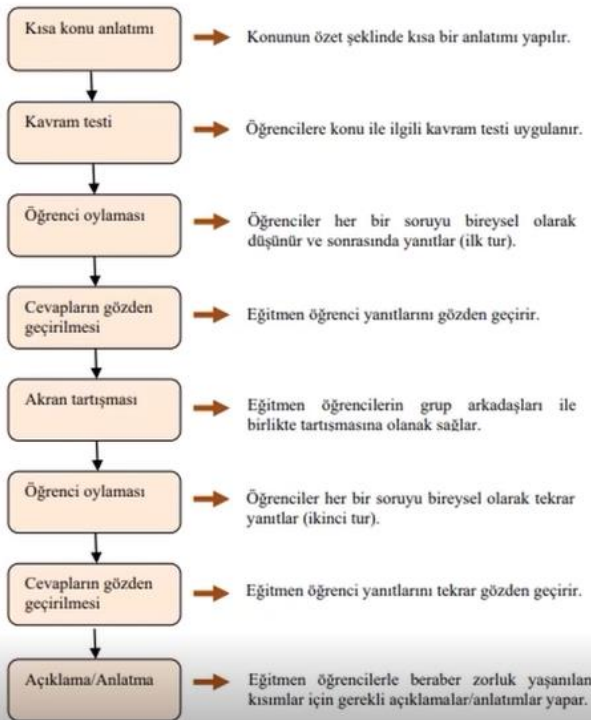 Kısa konu anlatımı
Konunun özet şeklinde kısa bir anlatımı yapılır.
Kavram testi
Öğrencilere konu ile ilgili kavram testi uygulanır.
Öğrenci oylaması
Öğrenciler her bir soruyu bireysel olarak
düşünür ve sonrasında yanıtlar (ilk tur).
Cevapların gözden
geçirilmesi
Eğitmen öğrenci yanıtlarını gözden geçirir.
Akran tartışması
Eğitmen öğrencilerin grup arkadaşları ile
birlikte tartışmasına olanak sağlar.
Öğrenci oylaması
Öğrenciler her bir soruyu bireysel olarak tekrar
yanıtlar (ikinci tur).
Cevapların gözden
geçirilmesi
Eğitmen öğrenci yanıtlarını tekrar gözden geçirir.
Açıklama/Anlatma
Eğitmen öğrencilerle beraber zorluk yaşanılan
kısımlar için gerekli açıklamalar/anlatımlar yapar.